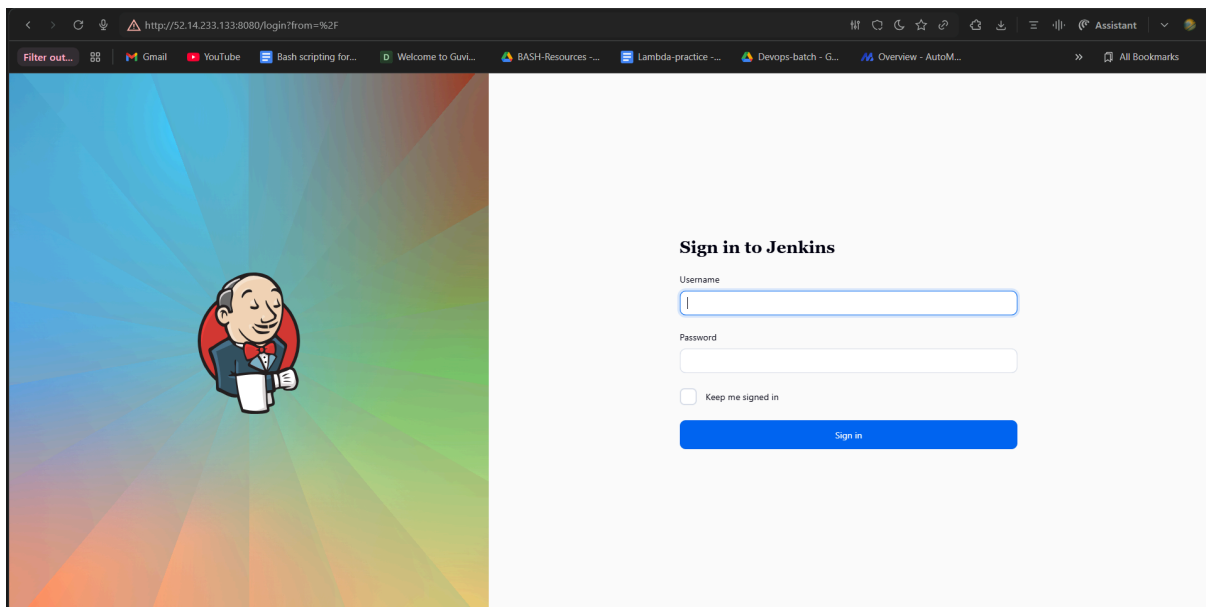 http://52.14.233.133:8080/login?from=%2F
Assistant
Filter out...
Gmail
YouTube
Bash scripting for...
D Welcome to Guvi...
BASH-Resources -...
Lambda-practice -...
Devops-batch - G...
Overview - AutoM...
»
All Bookmarks
Sign in to Jenkins
Username
Password
Keep me signed in
Sign in